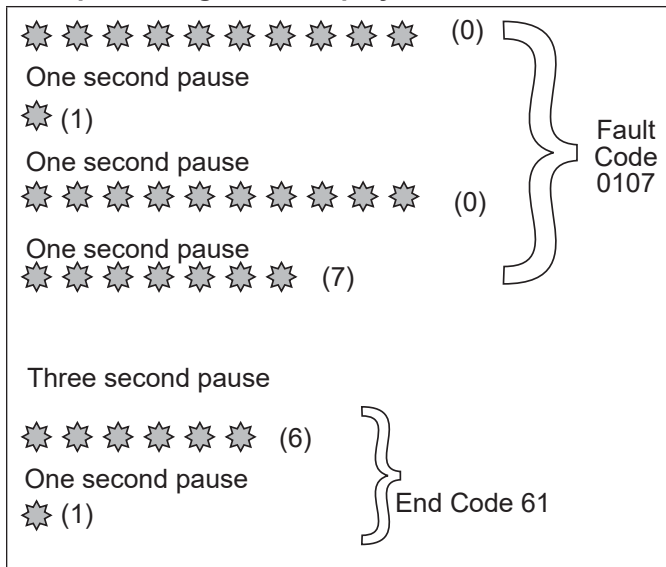 (0)
One second pause
(1)
One second pause
(0)
One second pause
(7)
Fault
Code
0107
Three second pause
(6)
One second pause
(1)
End Code 61